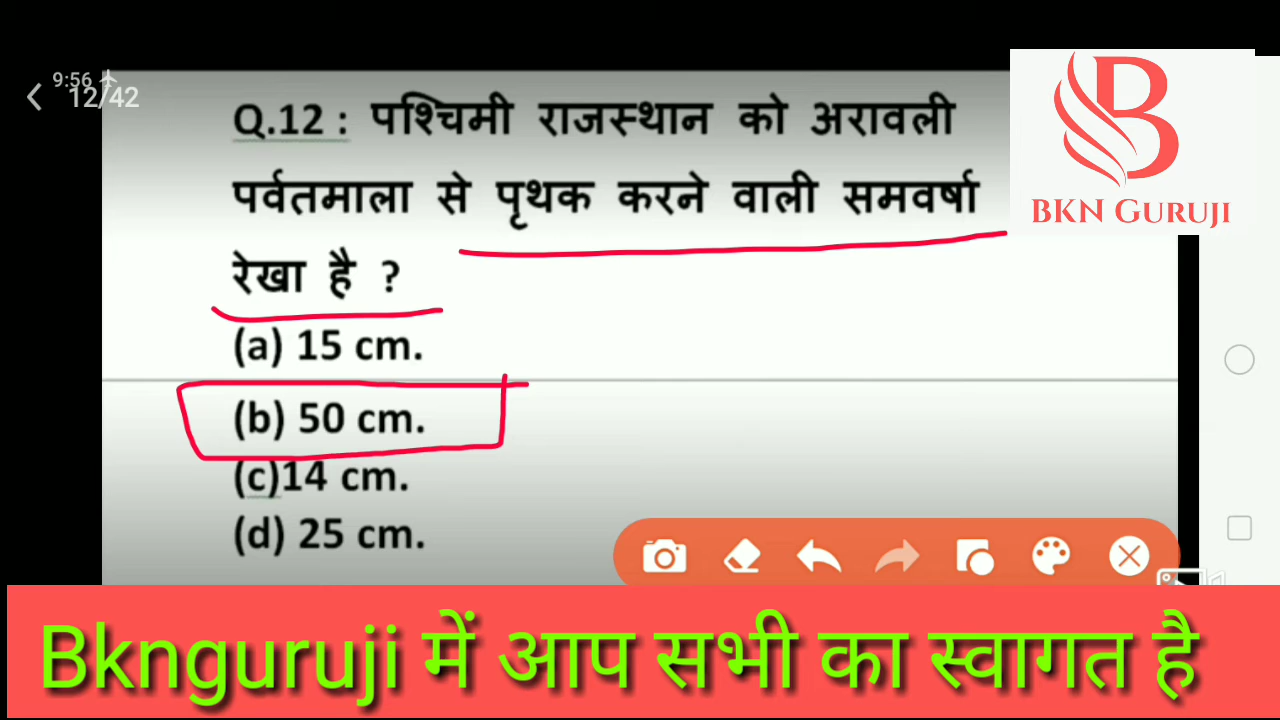 9:56
12/42
Q.12 : पश्चिमी राजस्थान को अरावली
पर्वतमाला से पृथक करने वाली समवर्षा
रेखा है ?
(a) 15 cm.
(b) 50 cm.
(c)14 cm.
(d) 25 cm.
B
BKN GURUJI
Bknguruji में आप सभी का स्वागत है